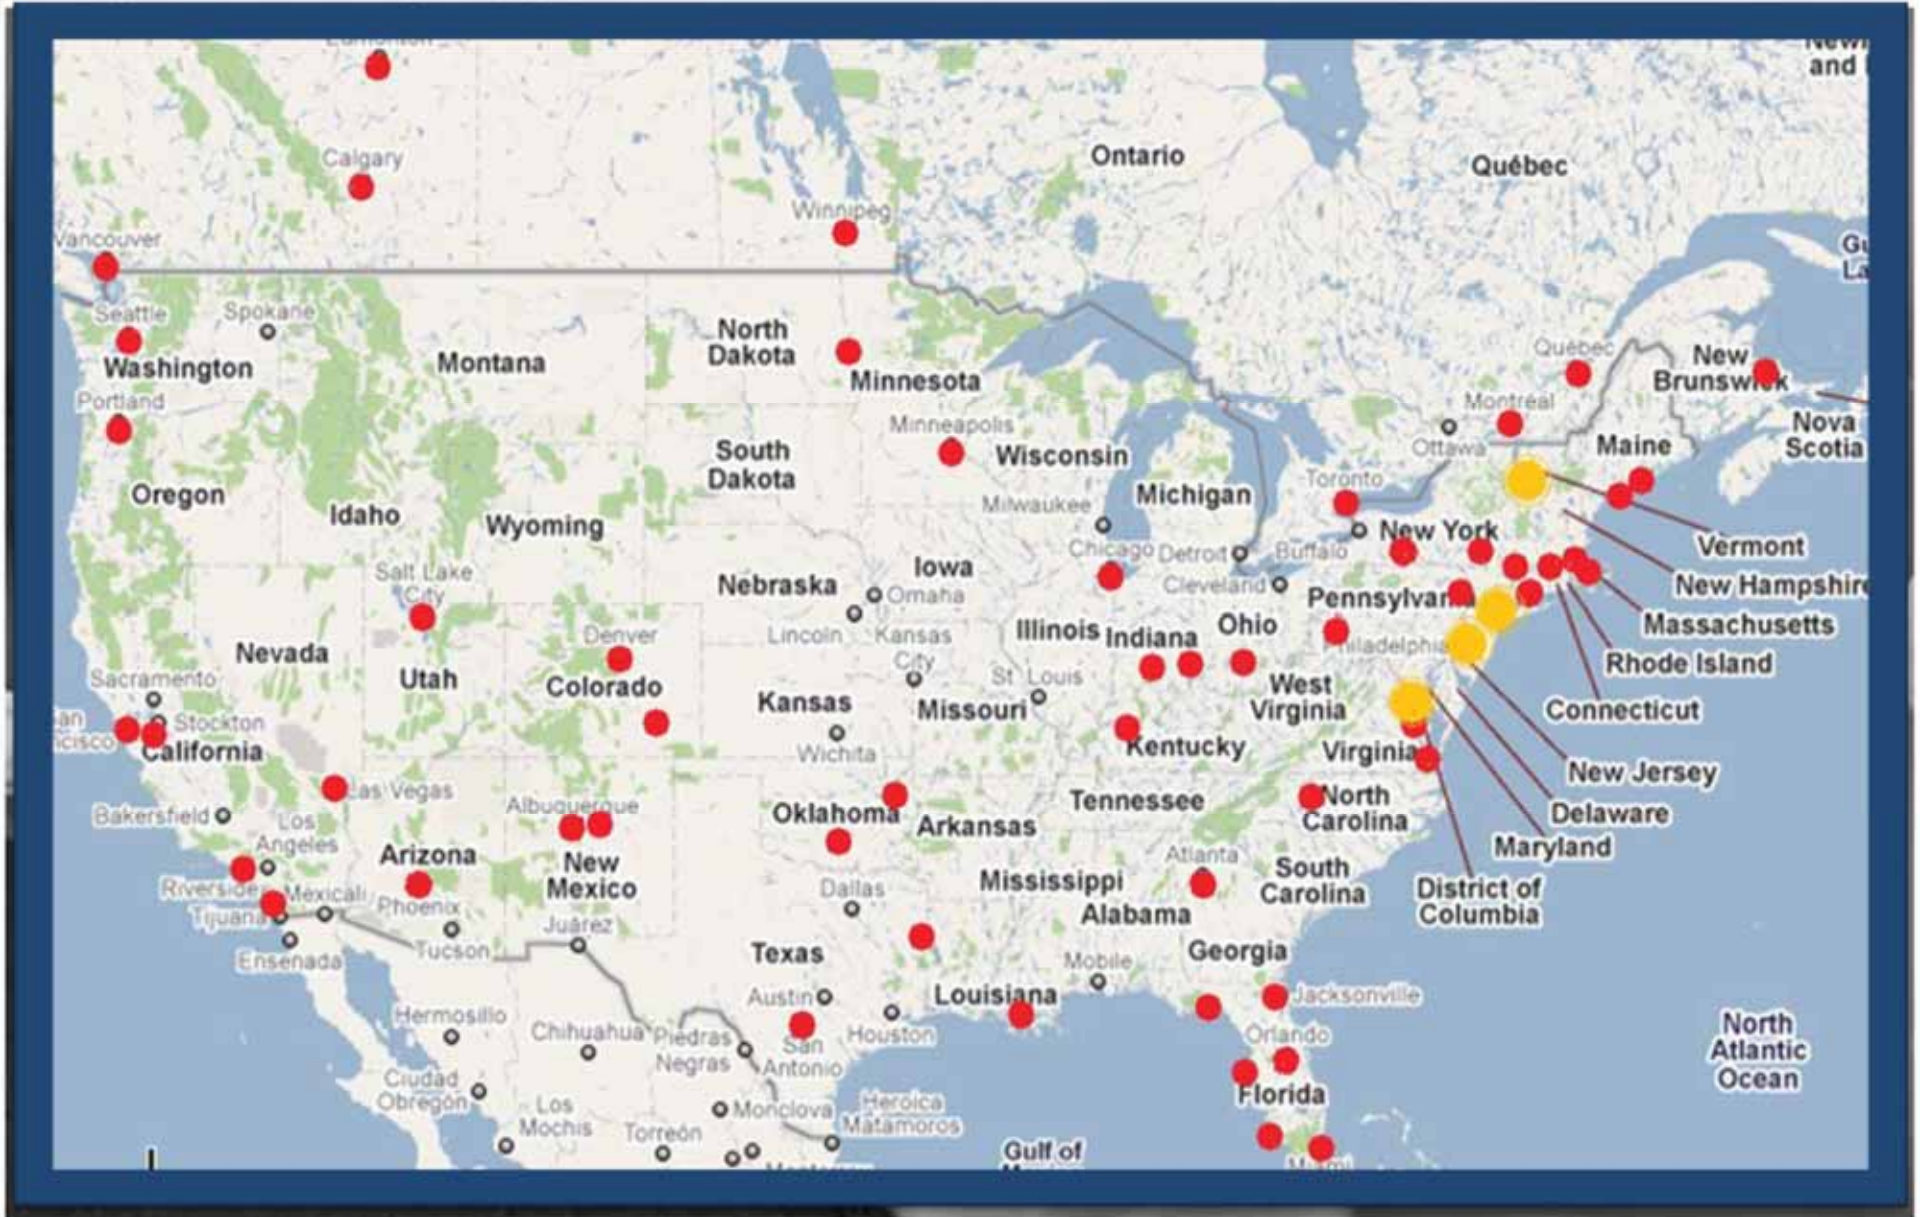 Edmonton
and
Calgary
Ontario
Québec
Winnipeg
Vancouver
Seattle
Spokane
Washington
Montana
North
Dakota
Minnesota
Québec
New
Brunswick
Portland
Montréal
Nova
Scotia
Minneapolis
Ottawa
Maine
South
Dakota
Wisconsin
Oregon
Idaho
Wyoming
Milwaukee
Michigan
Toronto
New York
Vermont
Chicago
Detroit
Buffalo
Iowa
Salt Lake
City
Nebraska
Omaha
Cleveland
Pennsylvania
New Hampshire
Massachusetts
Nevada
Denver
Lincoln
Kansas
City
Illinois
Indiana
Ohio
Philadelphia
Rhode Island
Sacramento
Utah
Colorado
St. Louis
West
Virginia
Connecticut
Stockton
California
Kansas
Missouri
Wichita
Kentucky
Virginia
New Jersey
Las Vegas
Albuquerque
Bakersfield
Los
Angeles
Oklahoma
Arkansas
Tennessee
North
Carolina
Delaware
Maryland
Arizona
New
Mexico
Atlanta
South
Carolina
Riverside
Mexicali
Phoenix
Dallas
Mississippi
Alabama
District of
Columbia
Tijuana
Juárez
Tucson
Ensenada
Texas
Mobile
Georgia
Austin
Louisiana
Jacksonville
Hermosillo
Chihuahua
Piedras
Negras
San
Antonio
Houston
Orlando
North
Atlantic
Ocean
Ciudad
Obregón
Florida
Los
Mochis
Torreón
Monclova
Heroica
Matamoros
Gulf of
Miami